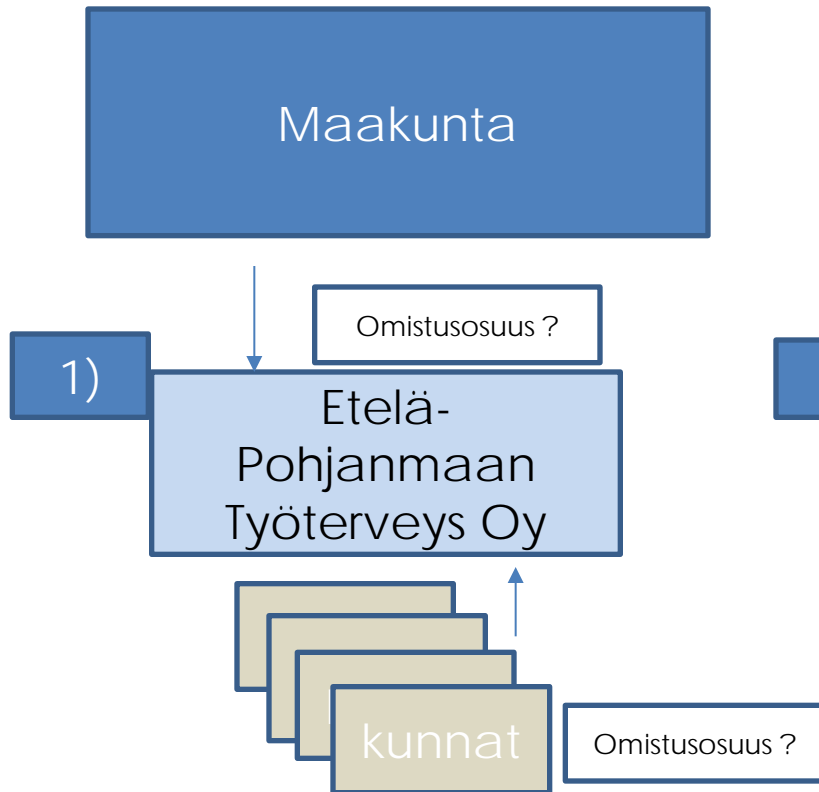 Maakunta
Omistusosuus ?
1)
Etelä-
Pohjanmaan
Työterveys Oy
kunnat
Omistusosuus ?